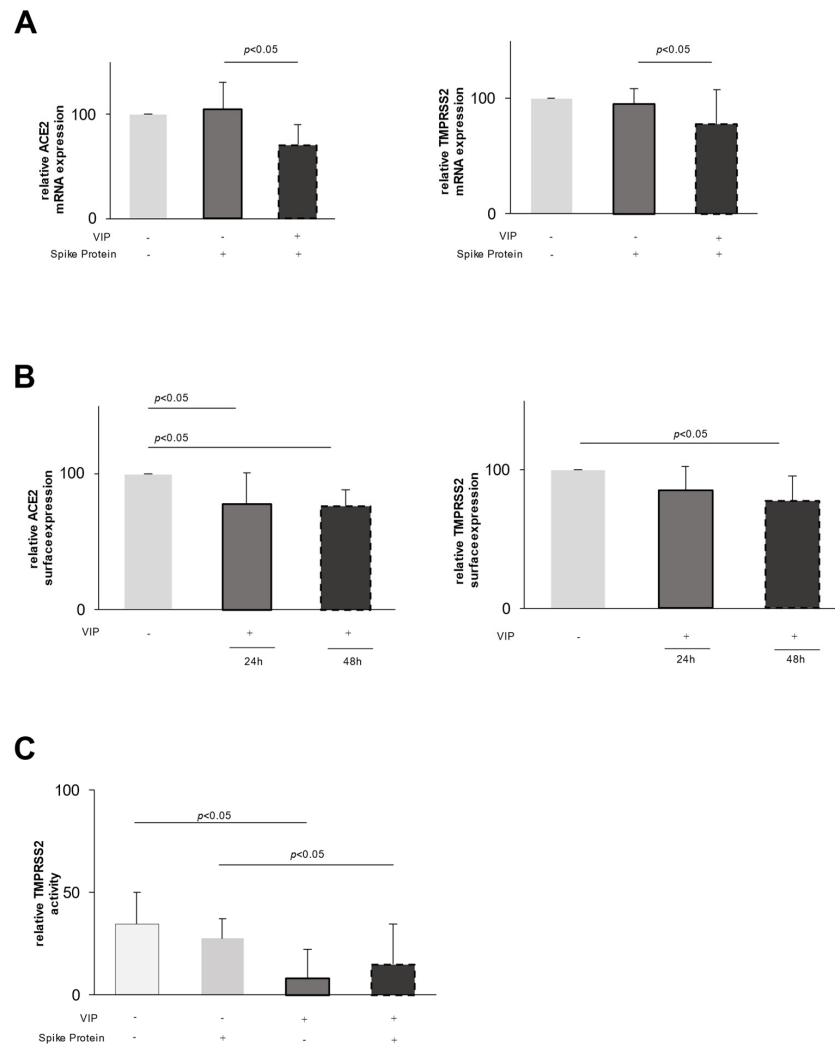 A
p<0.05
relative ACE2
mRNA expression
100
0
VIP - - +
Spike Protein - + +
p<0.05
relative TMPRSS2
mRNA expression
100
0
VIP - - +
Spike Protein - + +
B
p<0.05
p<0.05
relative ACE2
surface expression
100
0
VIP - + +
24h 48h
p<0.05
relative TMPRSS2
surface expression
100
0
VIP - + +
24h 48h
C
100
p<0.05
p<0.05
relative TMPRSS2
activity
50
0
VIP - - + +
Spike Protein - + - +